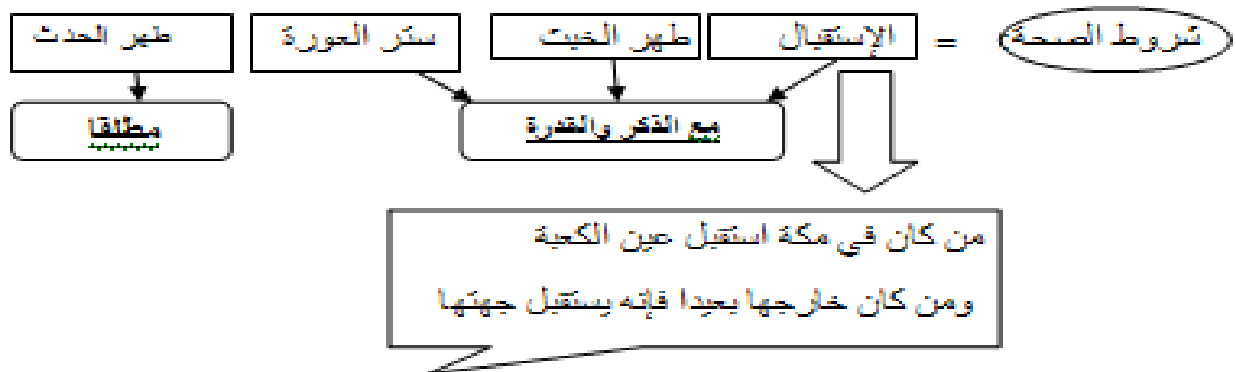 شروط الصحة = الإستقبال طهر الخبث ستر العورة طهر الحدث
مع الذكر والقدرة مطلقا
من كان في مكة استقبل عين الكعبة
ومن كان خارجها بعيدا فإنه يستقبل جهتها